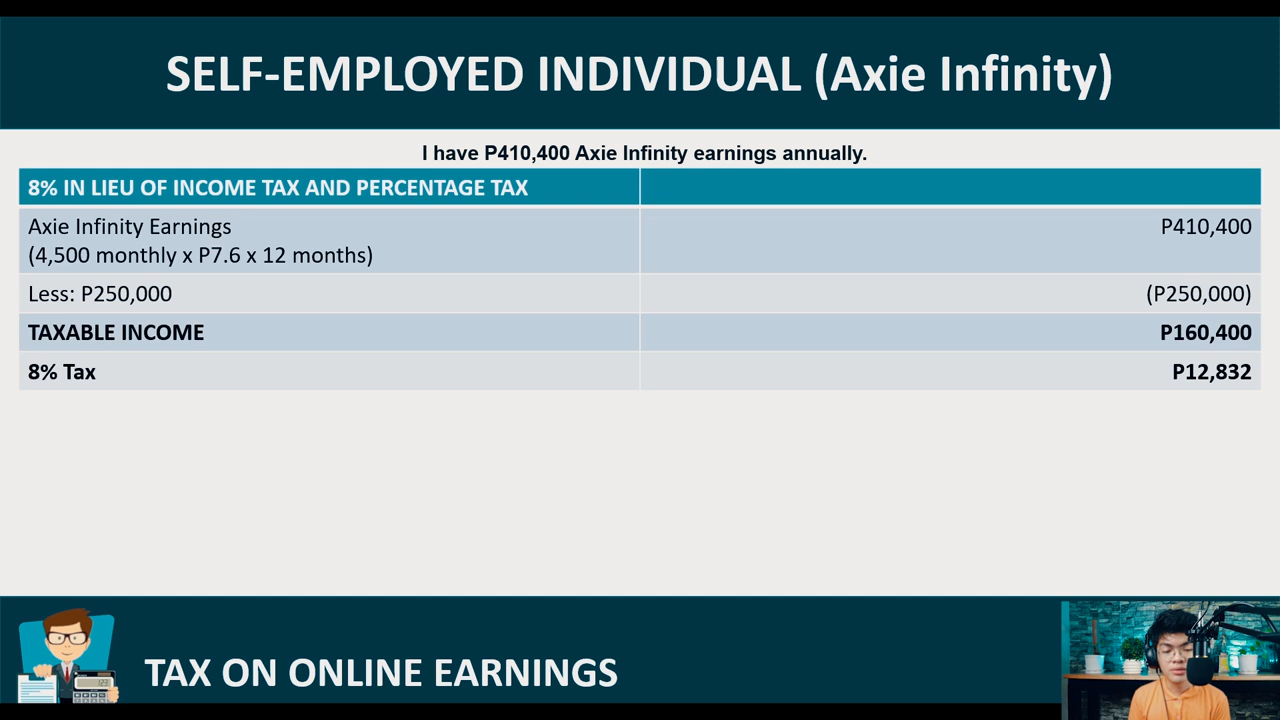 SELF-EMPLOYED INDIVIDUAL (Axie Infinity)
I have P410,400 Axie Infinity earnings annually.
8% IN LIEU OF INCOME TAX AND PERCENTAGE TAX
Axie Infinity Earnings
(4,500 monthly x P7.6 x 12 months)
P410,400
Less: P250,000
(P250,000)
TAXABLE INCOME
P160,400
8% Tax
P12,832
TAX ON ONLINE EARNINGS